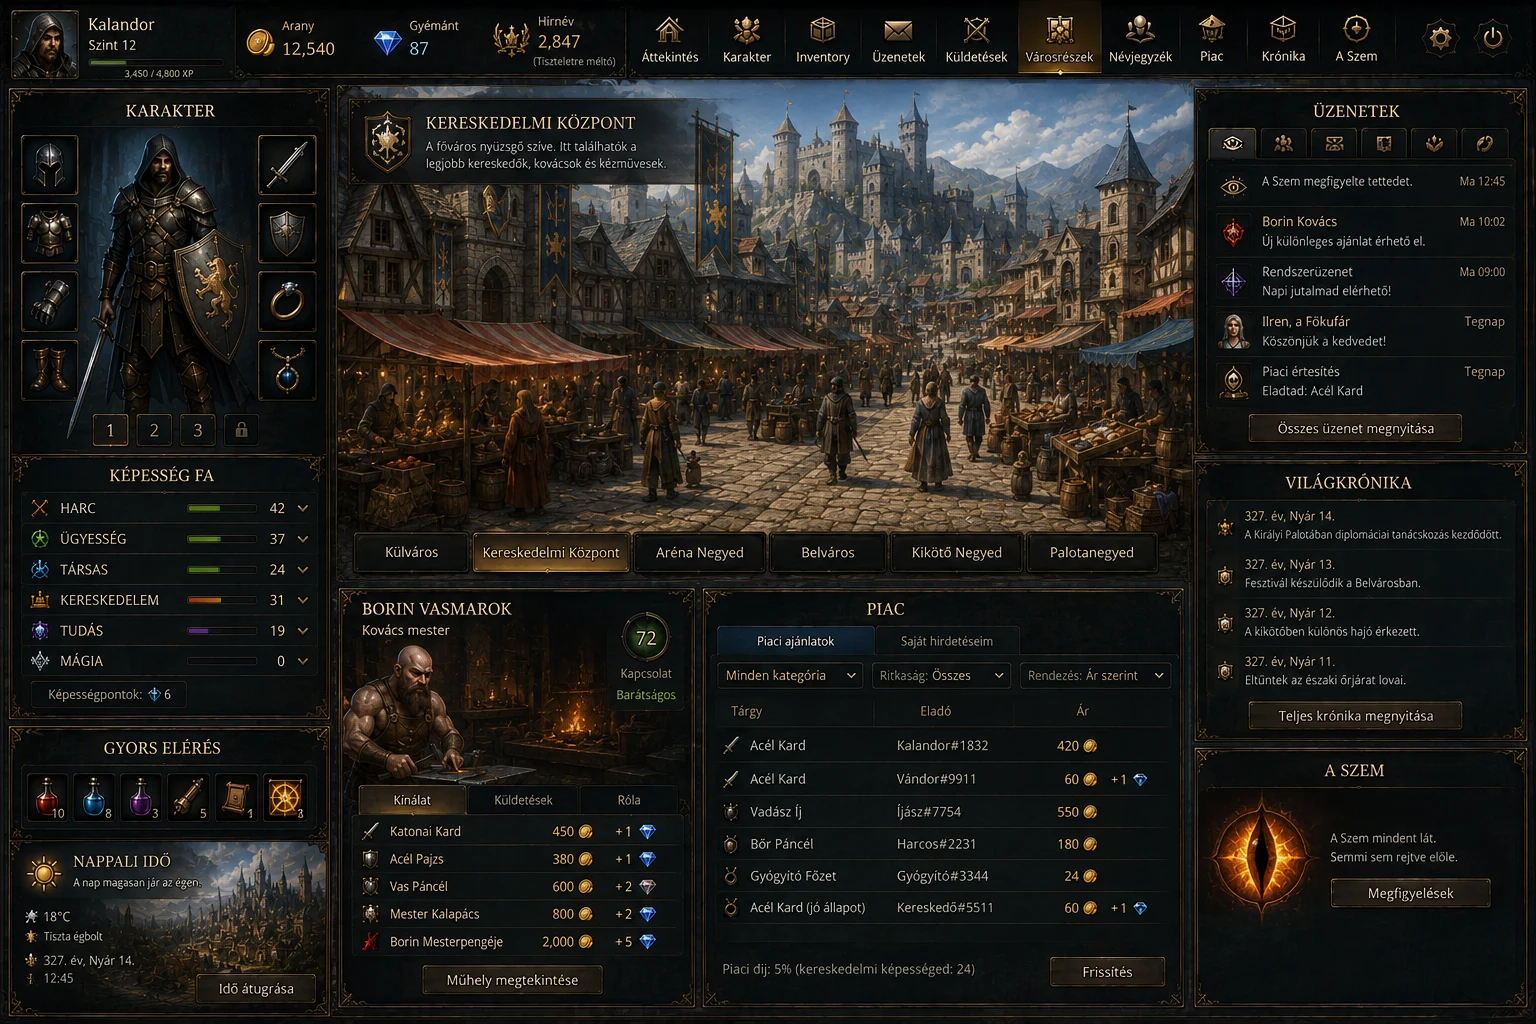 Kalandor
Szint 12
3,450 / 4,800 XP
Arany
12,540
Gyémánt
87
Hírnév
2,847
(Tiszteletre méltó)
Áttekintés
Karakter
Inventory
Üzenetek
Küldetések
Városrészek
Névjegyzék
Piac
Krónika
A Szem
KARAKTER
1
2
3
KÉPESSÉG FA
HARC 42
ÜGYESSÉG 37
TÁRSAS 24
KERESKEDELEM 31
TUDÁS 19
MÁGIA 0
Képességpontok: 6
GYORS ELÉRÉS
10
8
3
5
1
NAPPALI IDŐ
A nap magasan jár az égen.
18°C
Tiszta égbolt
327. év, Nyár 14.
12:45
Idő átugrása
KERESKEDELMI KÖZPONT
A főváros nyüzsgő szíve. Itt találhatók a
legjobb kereskedők, kovácsok és kézművesek.
Külváros
Kereskedelmi Központ
Aréna Negyed
Belváros
Kikötő Negyed
Palotanegyed
BORIN VASMAROK
Kovács mester
72
Kapcsolat
Barátságos
Kínálat
Küldetések
Róla
Katonai Kard 450 +1
Acél Pajzs 380 +1
Vas Páncél 600 +2
Mester Kalapács 800 +2
Borin Mesterpengéje 2,000 +5
Műhely megtekintése
PIAC
Piaci ajánlatok
Saját hirdetéseim
Minden kategória
Ritkaság: Összes
Rendezés: Ár szerint
Tárgy Eladó Ár
Acél Kard Kalandor#1832 420
Acél Kard Vándor#9911 60 +1
Vadász Íj Íjász#7754 550
Bőr Páncél Harcos#2231 180
Gyógyító Főzet Gyógyító#3344 24
Acél Kard (jó állapot) Kereskedő#5511 60 +1
Piaci díj: 5% (kereskedelmi képességed: 24)
Frissítés
ÜZENETEK
A Szem megfigyelte tettedet. Ma 12:45
Borin Kovács Ma 10:02
Új különleges ajánlat érhető el.
Rendszerüzenet Ma 09:00
Napi jutalmad elérhető!
Ilren, a Főkufár Tegnap
Köszönjük a kedvedet!
Piaci értesítés Tegnap
Eladtad: Acél Kard
Összes üzenet megnyitása
VILÁGKRÓNIKA
327. év, Nyár 14.
A Királyi Palotában diplomáciai tanácskozás kezdődött.
327. év, Nyár 13.
Fesztivál készülődik a Belvárosban.
327. év, Nyár 12.
A kikötőben különös hajó érkezett.
327. év, Nyár 11.
Eltűntek az északi őrjárat lovai.
Teljes krónika megnyitása
A SZEM
A Szem mindent lát.
Semmi sem rejtve előle.
Megfigyelések